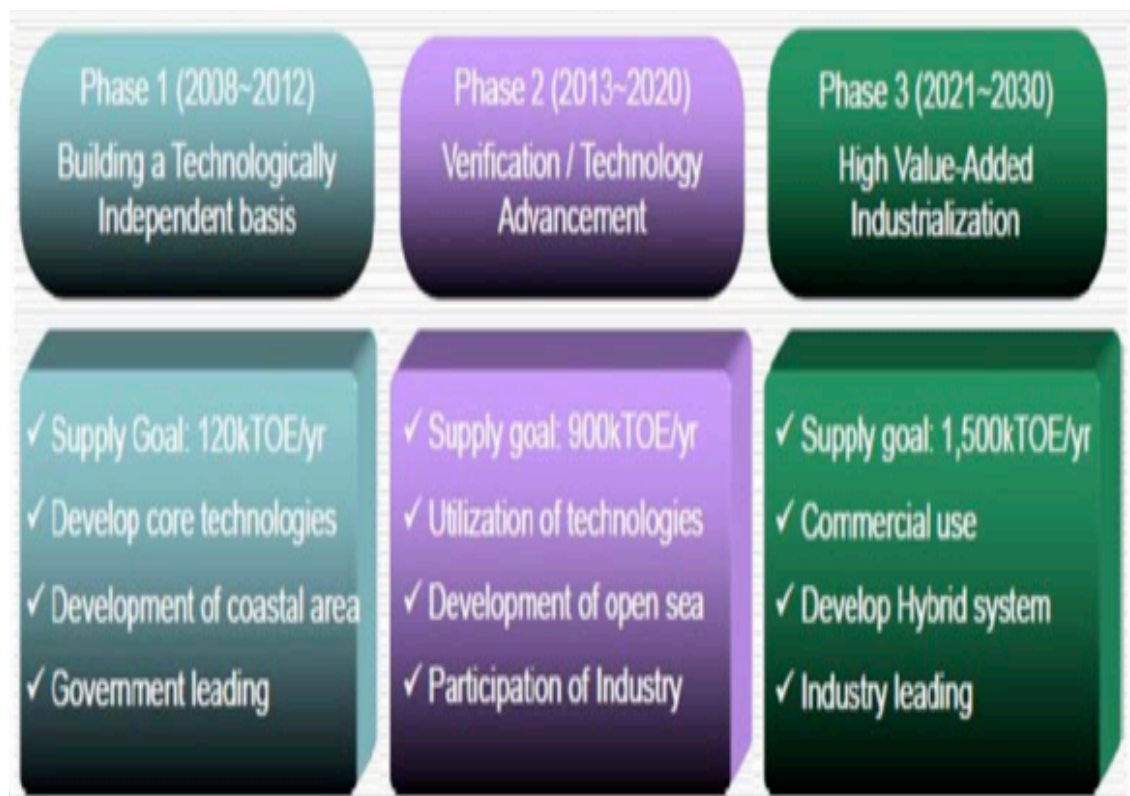 Phase 1 (2008~2012)
Building a Technologically
Independent basis
Phase 2 (2013~2020)
Verification / Technology
Advancement
Phase 3 (2021~2030)
High Value-Added
Industrialization
✓ Supply Goal: 120kTOE/yr
✓ Develop core technologies
✓ Development of coastal area
✓ Government leading
✓ Supply goal: 900kTOE/yr
✓ Utilization of technologies
✓ Development of open sea
✓ Participation of Industry
✓ Supply goal: 1,500kTOE/yr
✓ Commercial use
✓ Develop Hybrid system
✓ Industry leading